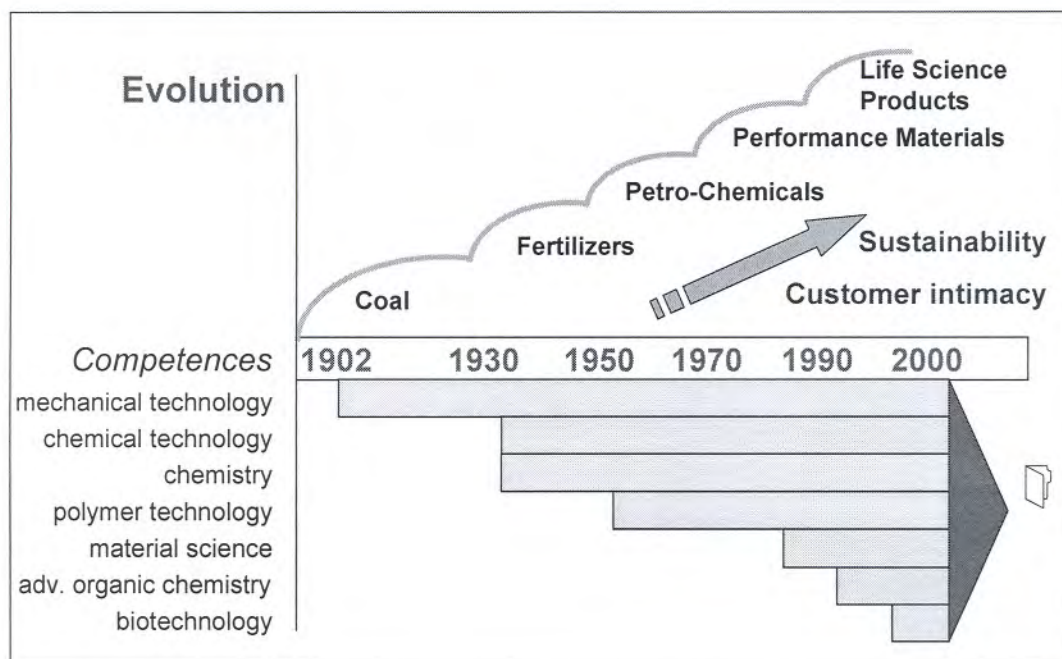 Evolution
Life Science
Products
Performance Materials
Petro-Chemicals
Fertilizers
Coal
Sustainability
Customer intimacy
Competences 1902 1930 1950 1970 1990 2000
mechanical technology
chemical technology
chemistry
polymer technology
material science
adv. organic chemistry
biotechnology